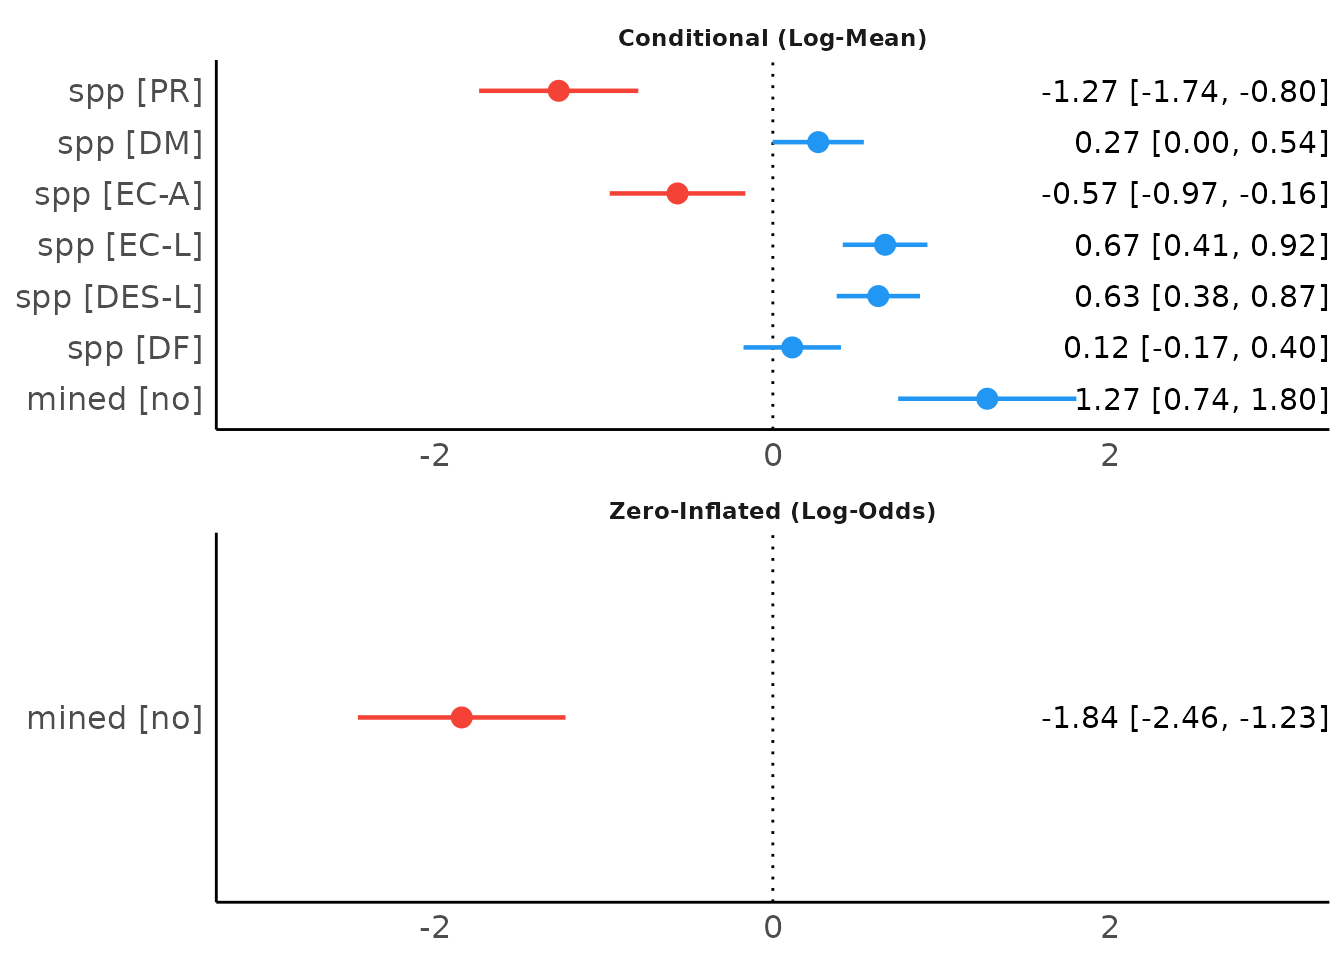 Conditional (Log-Mean)
spp [PR] -1.27 [-1.74, -0.80]
spp [DM] 0.27 [0.00, 0.54]
spp [EC-A] -0.57 [-0.97, -0.16]
spp [EC-L] 0.67 [0.41, 0.92]
spp [DES-L] 0.63 [0.38, 0.87]
spp [DF] 0.12 [-0.17, 0.40]
mined [no] 1.27 [0.74, 1.80]
-2 0 2
Zero-Inflated (Log-Odds)
mined [no] -1.84 [-2.46, -1.23]
-2 0 2